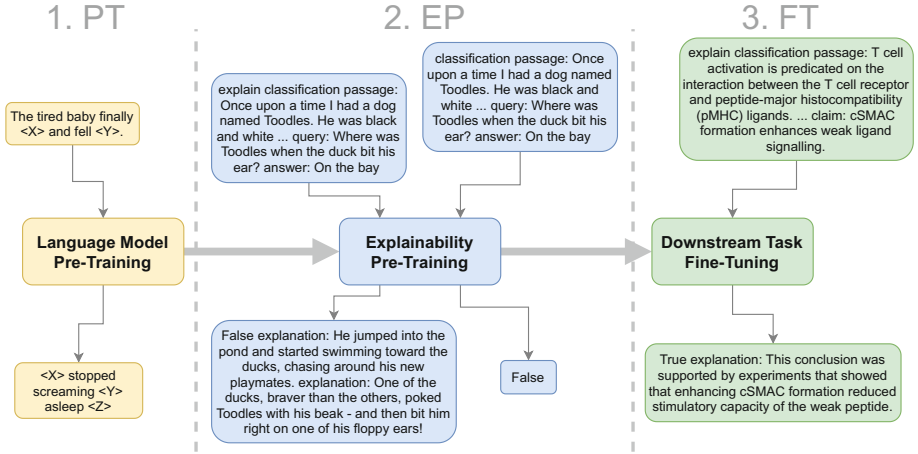 1. PT
2. EP
3. FT
The tired baby finally
<X> and fell <Y>.
Language Model
Pre-Training
<X> stopped
screaming <Y>
asleep <Z>
explain classification passage:
Once upon a time I had a dog
named Toodles. He was black
and white ... query: Where was
Toodles when the duck bit his
ear? answer: On the bay
classification passage: Once
upon a time I had a dog named
Toodles. He was black and
white ... query: Where was
Toodles when the duck bit his
ear? answer: On the bay
Explainability
Pre-Training
False explanation: He jumped into the
pond and started swimming toward the
ducks, chasing around his new
playmates. explanation: One of the
ducks, braver than the others, poked
Toodles with his beak - and then bit him
right on one of his floppy ears!
False
explain classification passage: T cell
activation is predicated on the
interaction between the T cell receptor
and peptide-major histocompatibility
(pMHC) ligands. ... claim: cSMAC
formation enhances weak ligand
signalling.
Downstream Task
Fine-Tuning
True explanation: This conclusion was
supported by experiments that showed
that enhancing cSMAC formation reduced
stimulatory capacity of the weak peptide.